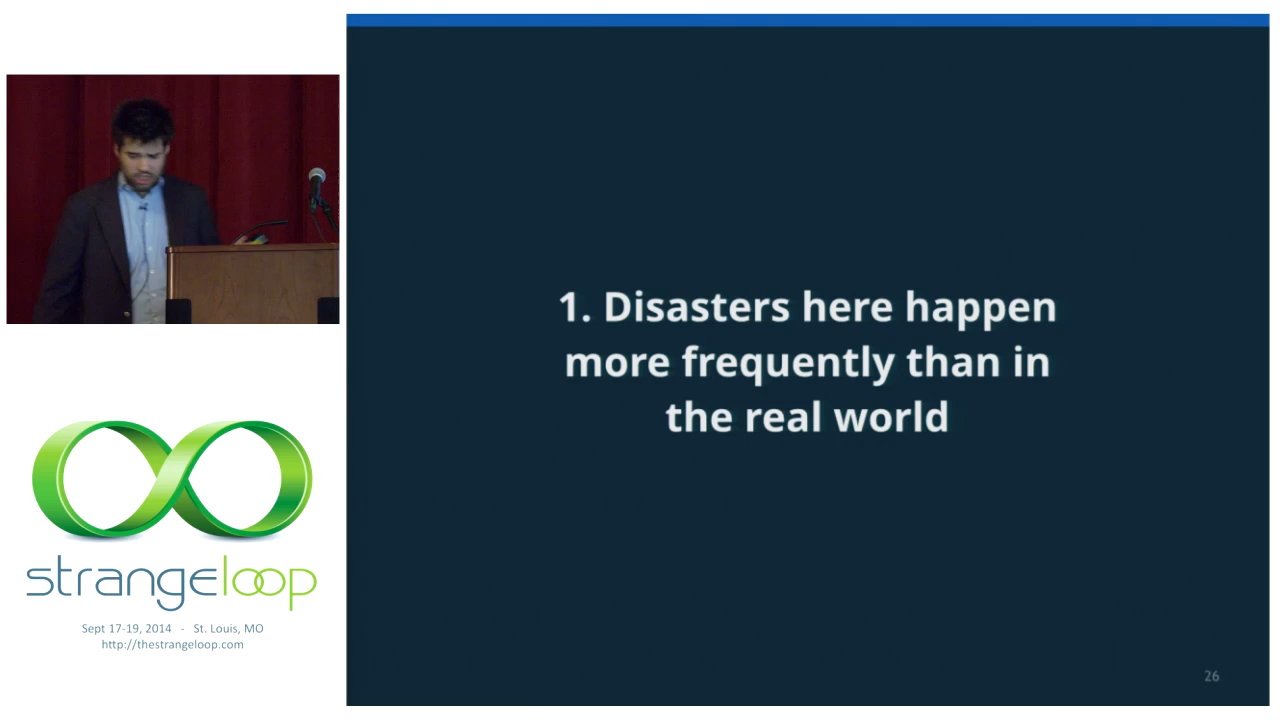 1. Disasters here happen
more frequently than in
the real world
26
strangeloop
Sept 17-19, 2014 - St. Louis, MO
http://thestrangeloop.com